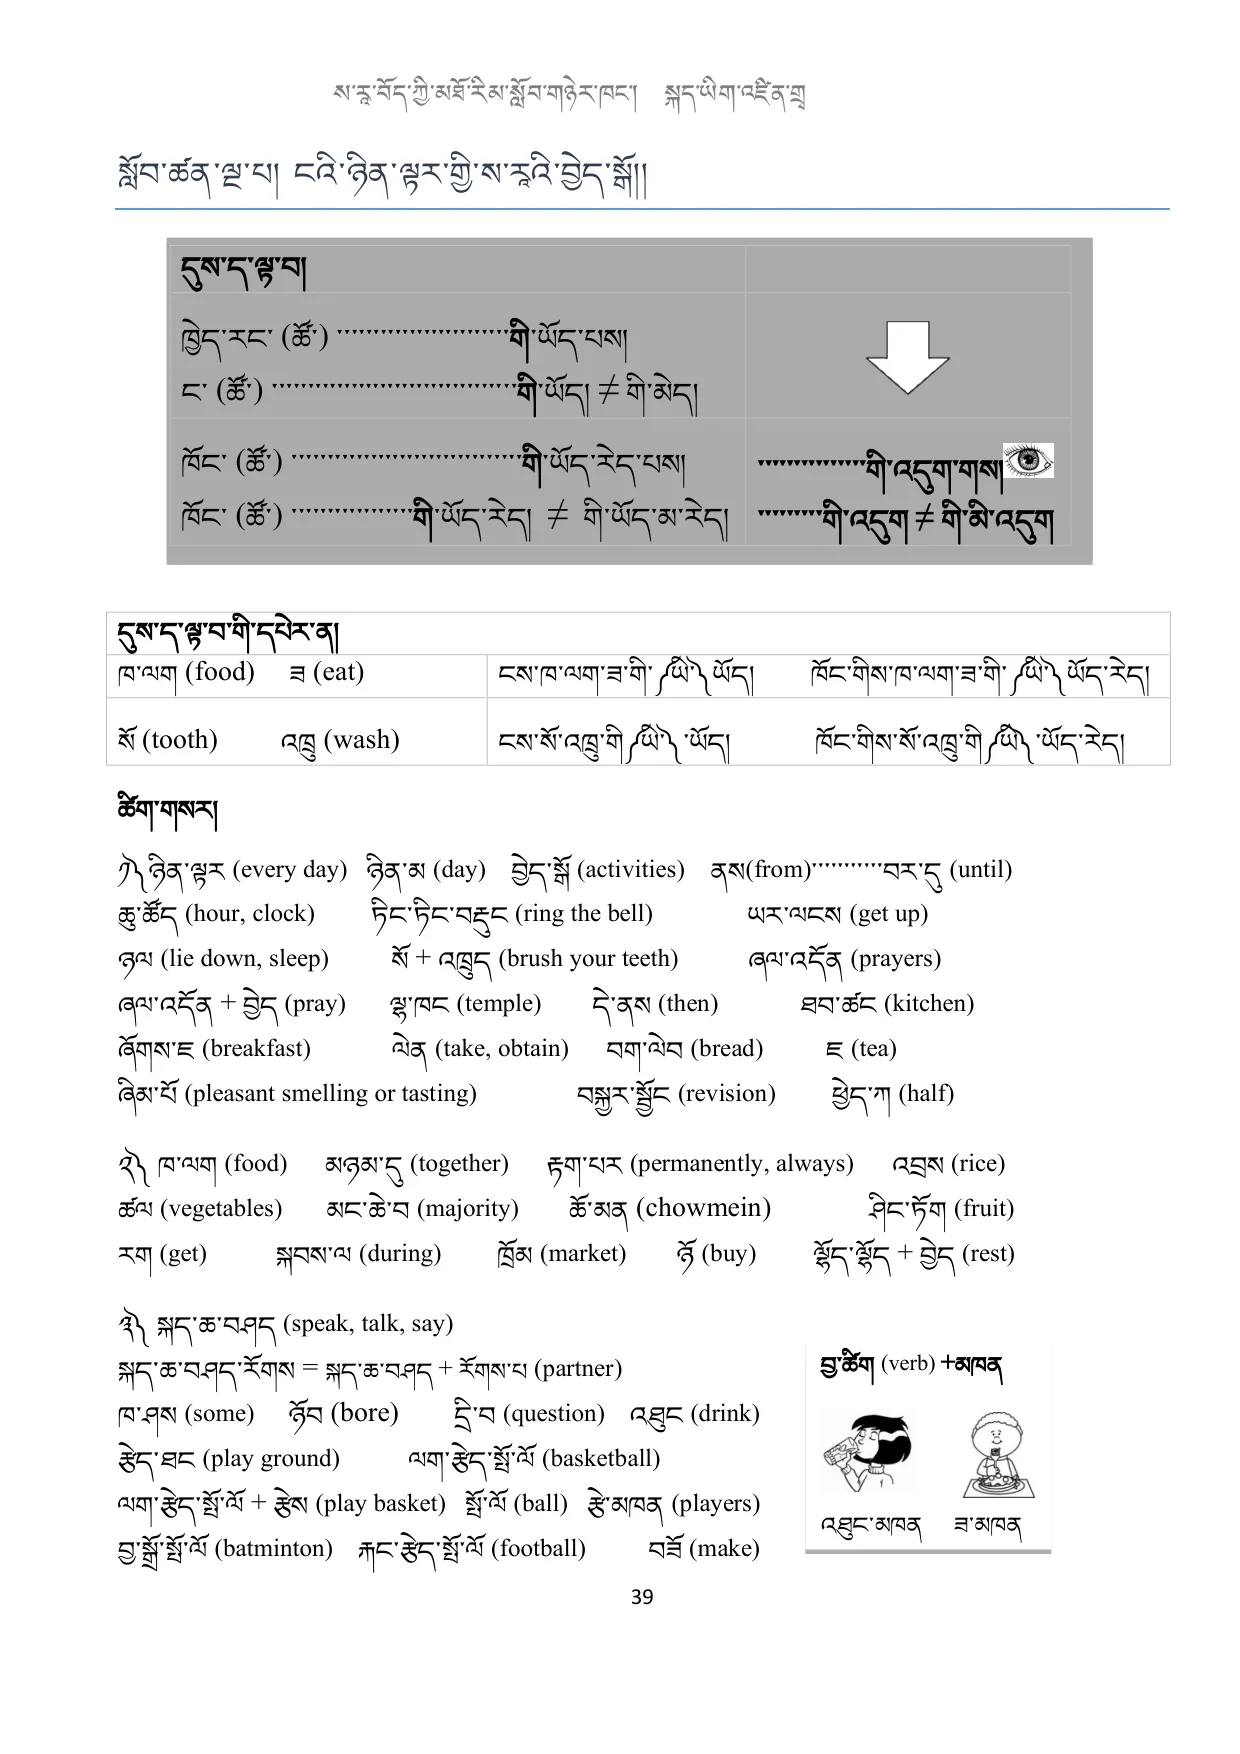 ས་རཱ་བོད་ཀྱི་མཐོ་རིམ་སློབ་གཉེར་ཁང་། སྐད་ཡིག་འཛིན་གྲྭ
སློབ་ཚན་ལྔ་པ། ངའི་ཉིན་ལྟར་གྱི་ས་རཱའི་བྱེད་སྒོ།།
དུས་ད་ལྟ་བ།
ཁྱེད་རང་ (ཚོ་) ་་་་་་་་་་་་་་་་་་་་་་་་གི་ཡོད་པས།
ང་ (ཚོ་) ་་་་་་་་་་་་་་་་་་་་་་་་་་་་་་་་་་གི་ཡོད། ≠ གི་མེད།
ཁོང་ (ཚོ་) ་་་་་་་་་་་་་་་་་་་་་་་་་་་་་་་་གི་ཡོད་རེད་པས། ་་་་་་་་་་་་་་་གི་འདུག་གས།
ཁོང་ (ཚོ་) ་་་་་་་་་་་་་་་་་གི་ཡོད་རེད། ≠ གི་ཡོད་མ་རེད། ་་་་་་་་་གི་འདུག ≠ གི་མི་འདུག
དུས་ད་ལྟ་བ་གི་དཔེར་ན།
ཁ་ལག (food) ཟ (eat) ངས་ཁ་ལག་ཟ་གི་ ༼ཡི་༽ ཡོད། ཁོང་གིས་ཁ་ལག་ཟ་གི་ ༼ཡི་༽ ཡོད་རེད།
སོ (tooth) འཁྲུ (wash) ངས་སོ་འཁྲུ་གི ༼ཡི་༽ ་ཡོད། ཁོང་གིས་སོ་འཁྲུ་གི ༼ཡི༽ ་ཡོད་རེད།
ཚིག་གསར།
༡༽ ཉིན་ལྟར (every day) ཉིན་མ (day) བྱེད་སྒོ (activities) ནས(from)་་་་་་་་་་་བར་དུ (until)
ཆུ་ཚོད (hour, clock) ཏིང་ཏིང་བརྡུང (ring the bell) ཡར་ལངས (get up)
ཉལ (lie down, sleep) སོ + འཁྲུད (brush your teeth) ཞལ་འདོན (prayers)
ཞལ་འདོན + བྱེད (pray) ལྷ་ཁང (temple) དེ་ནས (then) ཐབ་ཚང (kitchen)
ཞོགས་ཇ (breakfast) ལེན (take, obtain) བག་ལེབ (bread) ཇ (tea)
ཞིམ་པོ (pleasant smelling or tasting) བསྐྱར་སྦྱོང (revision) ཕྱེད་ཀ (half)
༢༽ ཁ་ལག (food) མཉམ་དུ (together) རྟག་པར (permanently, always) འབྲས (rice)
ཚལ (vegetables) མང་ཆེ་བ (majority) ཆོ་མན (chowmein) ཤིང་ཏོག (fruit)
རག (get) སྐབས་ལ (during) ཁྲོམ (market) ཉོ (buy) ལྷོད་ལྷོད + བྱེད (rest)
༣༽ སྐད་ཆ་བཤད (speak, talk, say)
སྐད་ཆ་བཤད་རོགས = སྐད་ཆ་བཤད + རོགས་པ (partner)
ཁ་ཤས (some) ཉོབ (bore) དྲི་བ (question) འཐུང (drink)
རྩེད་ཐང (play ground) ལག་རྩེད་སྤོ་ལོ (basketball)
ལག་རྩེད་སྤོ་ལོ + རྩེས (play basket) སྤོ་ལོ (ball) རྩེ་མཁན (players)
བྱ་སྒྲོ་སྤོ་ལོ (batminton) རྐང་རྩེད་སྤོ་ལོ (football) བཟོ (make)
བྱ་ཚིག (verb) +མཁན
འཐུང་མཁན ཟ་མཁན
39